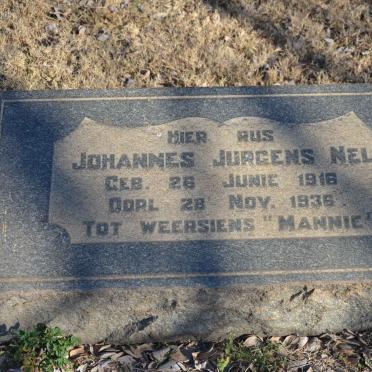 HIER RUS
JOHANNES JURGENS NEL
GEB. 26 JUNIE 1916
OORL. 28 NOV. 1936.
TOT WEERSIENS "MANNIE"